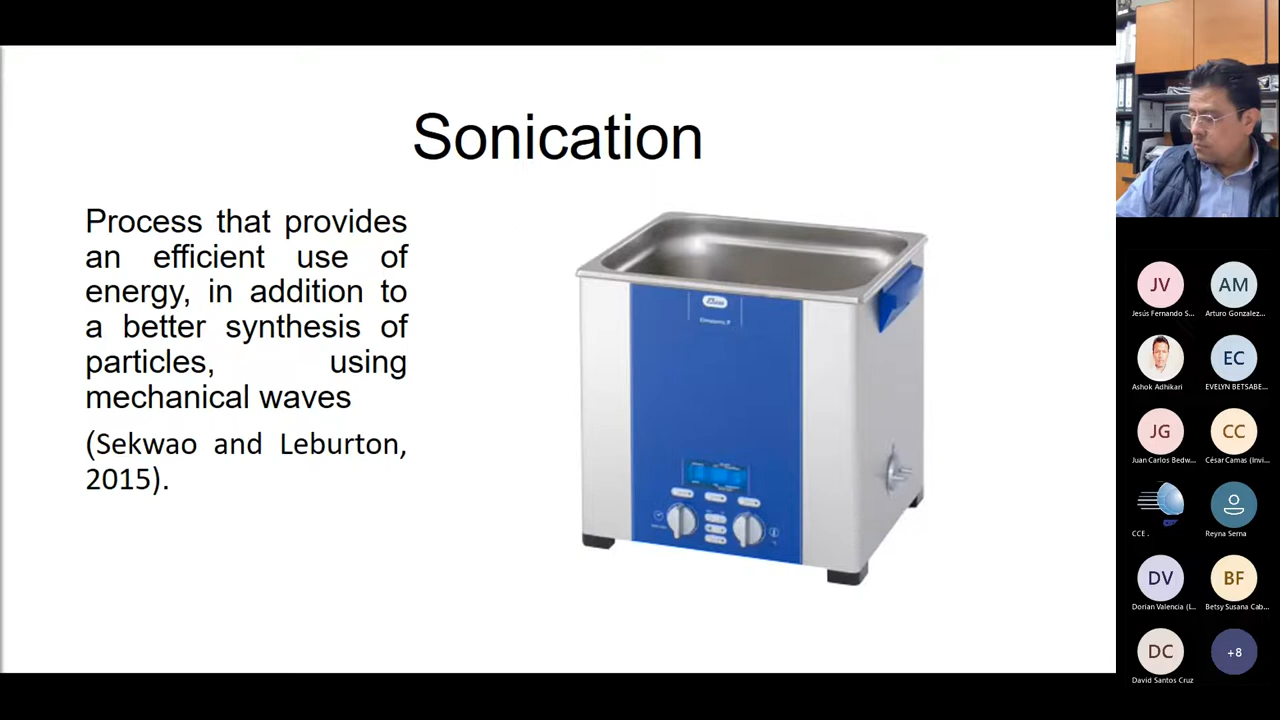 Sonication
Process that provides
an efficient use of
energy, in addition to
a better synthesis of
particles, using
mechanical waves
(Sekwao and Leburton,
2015).
JV
AM
Jesús Fernando S...
Arturo Gonzalez...
EC
Ashok Adhikari
EVELYN BETSABE...
JG
CC
Juan Carlos Bedw...
César Camas (Invi...
CCE .
Reyna Serna
DV
BF
Dorian Valencia (L...
Betsy Susana Cab...
DC
+8
David Santos Cruz